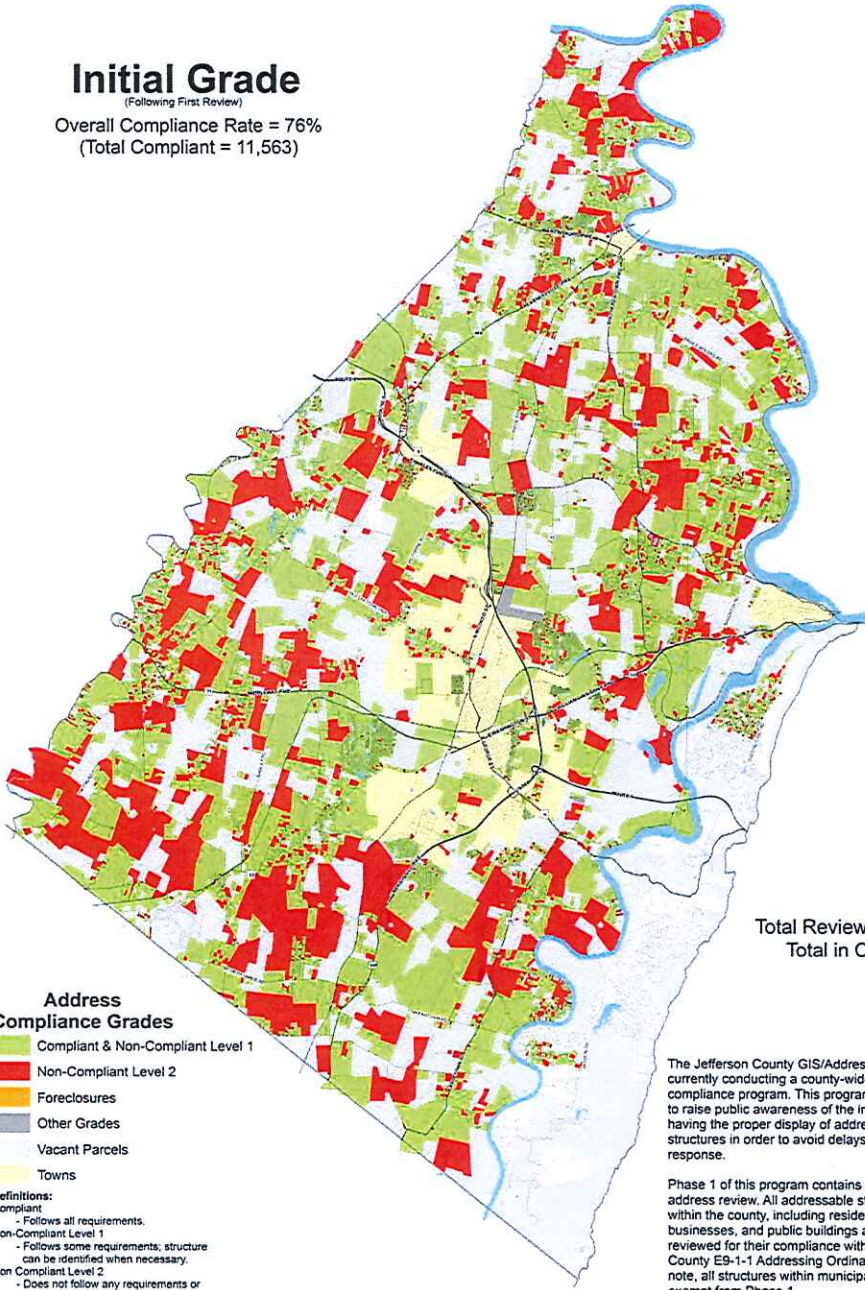 Initial Grade
(Following First Review)
Overall Compliance Rate = 76%
(Total Compliant = 11,563)
Total Review
Total in C
Address
Compliance Grades
Compliant & Non-Compliant Level 1
Non-Compliant Level 2
Foreclosures
Other Grades
Vacant Parcels
Towns
efinitions:
ompliant
- Follows all requirements.
on-Compliant Level 1
- Follows some requirements; structure
can be identified when necessary.
on Compliant Level 2
- Does not follow any requirements or
The Jefferson County GIS/Addres
currently conducting a county-wid
compliance program. This program
to raise public awareness of the in
having the proper display of addre
structures in order to avoid delays
response.
Phase 1 of this program contains
address review. All addressable st
within the county, including reside
businesses, and public buildings a
reviewed for their compliance with
County E9-1-1 Addressing Ordina
note, all structures within municipa
exempt from Phase 1